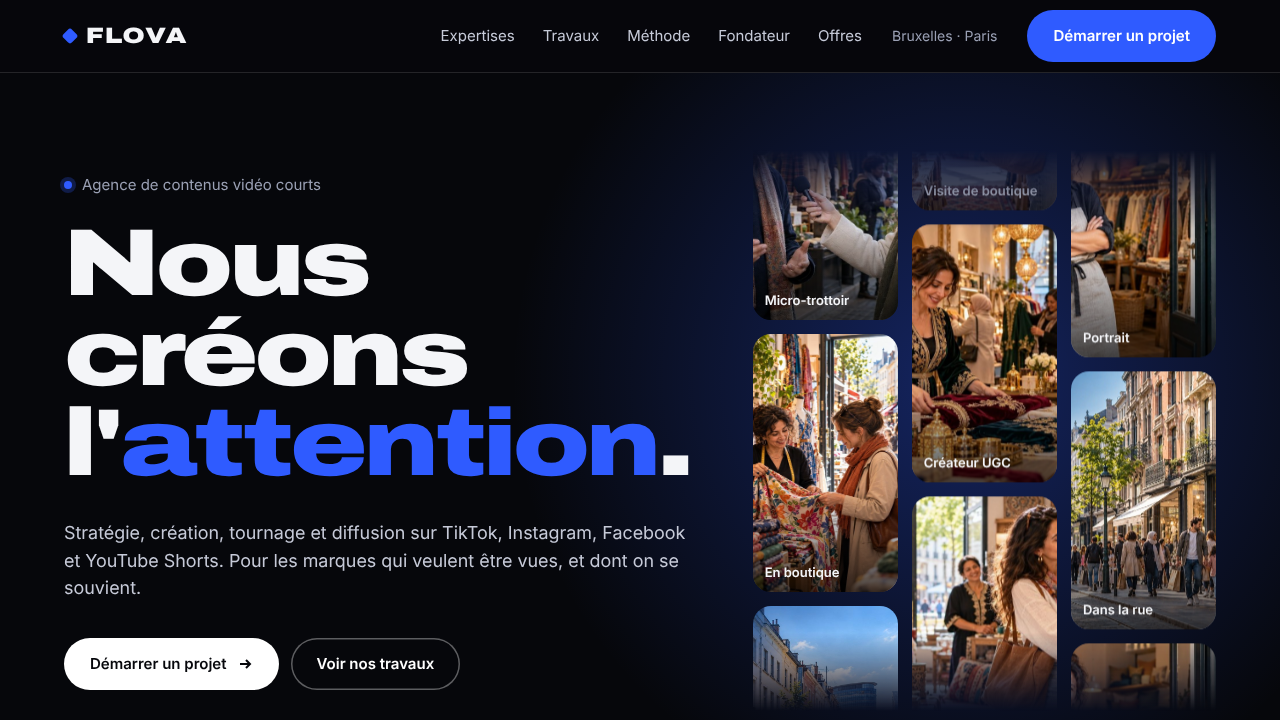 FLOVA
Expertises
Travaux
Méthode
Fondateur
Offres
Bruxelles · Paris
Démarrer un projet
Agence de contenus vidéo courts
Nous
créons
l'attention.
Stratégie, création, tournage et diffusion sur TikTok, Instagram, Facebook
et YouTube Shorts. Pour les marques qui veulent être vues, et dont on se
souvient.
Démarrer un projet →
Voir nos travaux
Micro-trottoir
En boutique
Visite de boutique
Créateur UGC
Portrait
Dans la rue